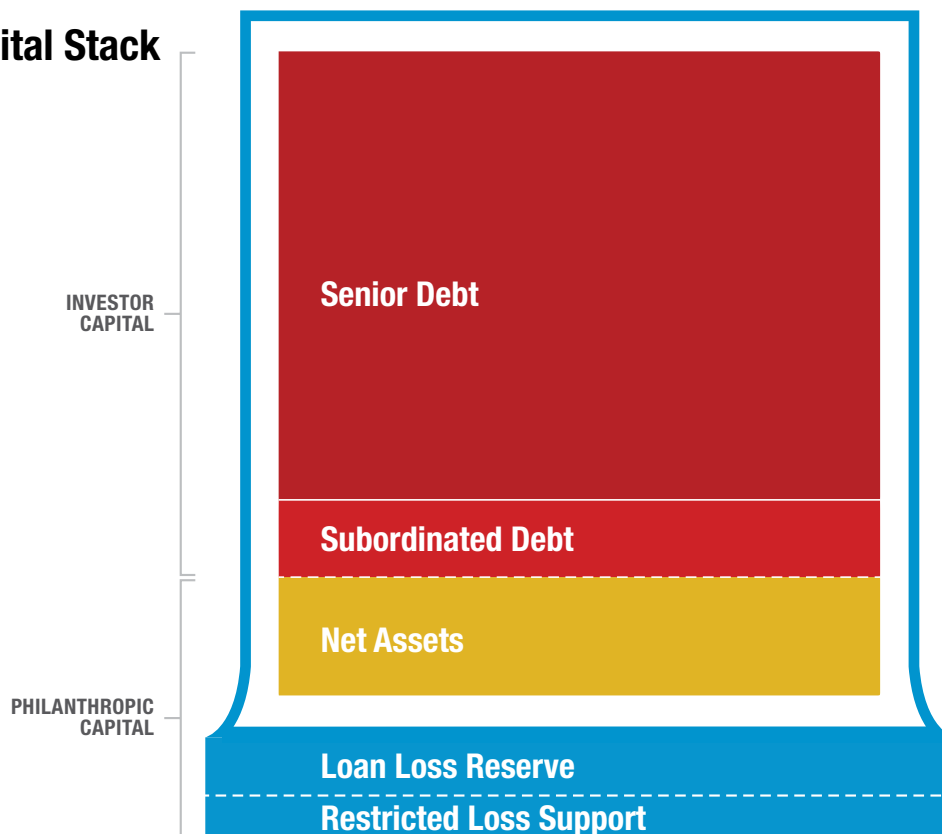 ital Stack
INVESTOR
CAPITAL
Senior Debt
Subordinated Debt
Net Assets
PHILANTHROPIC
CAPITAL
Loan Loss Reserve
Restricted Loss Support